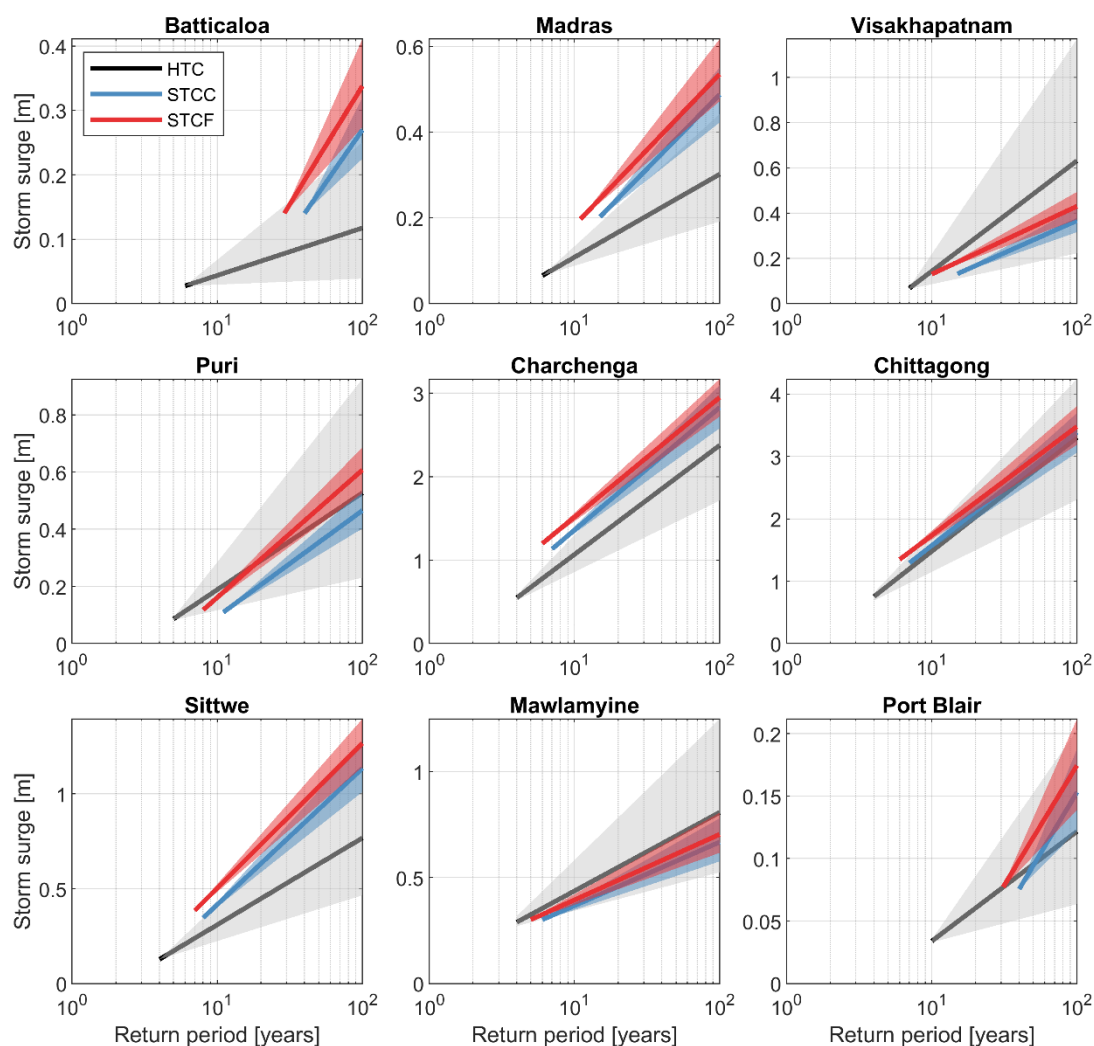 Batticaloa
Madras
Visakhapatnam
Storm surge [m]
0.4
0.3
0.2
0.1
0
HTC
STCC
STCF
10^0 10^1 10^2
0.6
0.4
0.2
0
10^0 10^1 10^2
1
0.8
0.6
0.4
0.2
0
10^0 10^1 10^2
Puri
Charchenga
Chittagong
Storm surge [m]
0.8
0.6
0.4
0.2
0
10^0 10^1 10^2
3
2
1
0
10^0 10^1 10^2
4
3
2
1
0
10^0 10^1 10^2
Sittwe
Mawlamyine
Port Blair
Storm surge [m]
1
0.5
0
10^0 10^1 10^2
Return period [years]
1
0.5
0
10^0 10^1 10^2
Return period [years]
0.2
0.15
0.1
0.05
0
10^0 10^1 10^2
Return period [years]